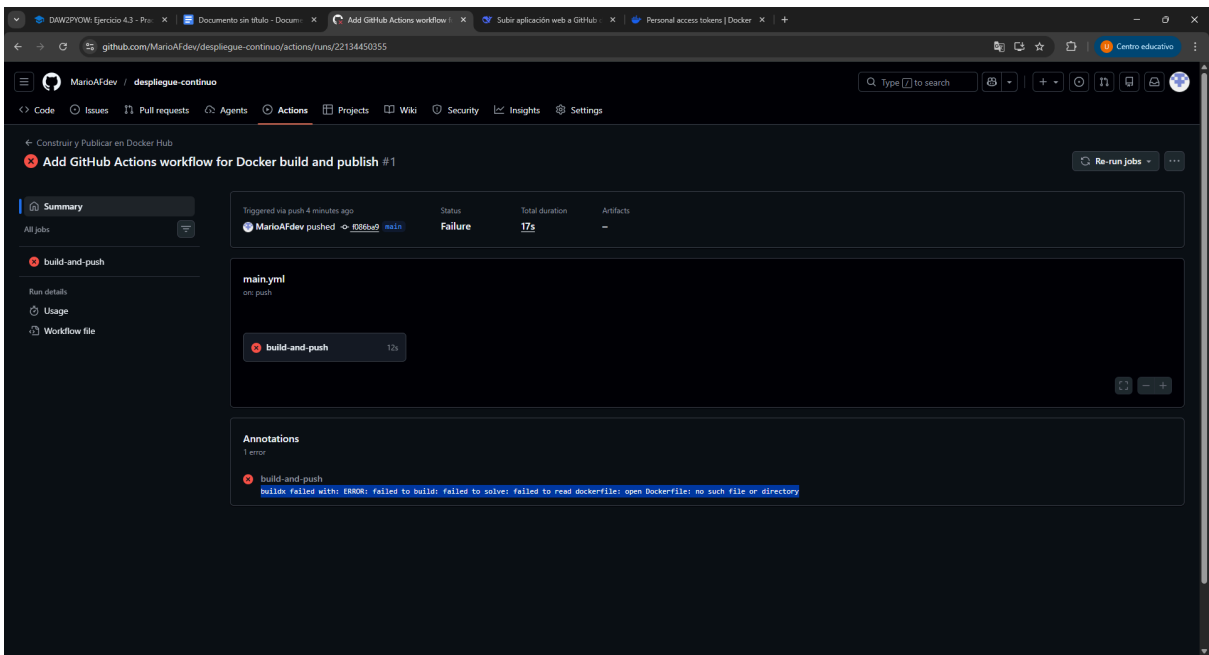 DAW2PYOW: Ejercicio 4.3 - Prac
Documento sin título - Docume
Add GitHub Actions workflow f
Subir aplicación web a GitHub
Personal access tokens | Docker
github.com/MarioAFdev/despliegue-continuo/actions/runs/22134450355
Centro educativo
MarioAFdev / despliegue-continuo
Type / to search
Code Issues Pull requests Agents Actions Projects Wiki Security Insights Settings
Construir y Publicar en Docker Hub
Add GitHub Actions workflow for Docker build and publish #1
Re-run jobs
Summary
All jobs
build-and-push
Run details
Usage
Workflow file
Triggered via push 4 minutes ago
MarioAFdev pushed f086ba9 main
Status
Failure
Total duration
17s
Artifacts
–
main.yml
on: push
build-and-push 12s
Annotations
1 error
build-and-push
buildx failed with: ERROR: failed to build: failed to solve: failed to read dockerfile: open Dockerfile: no such file or directory